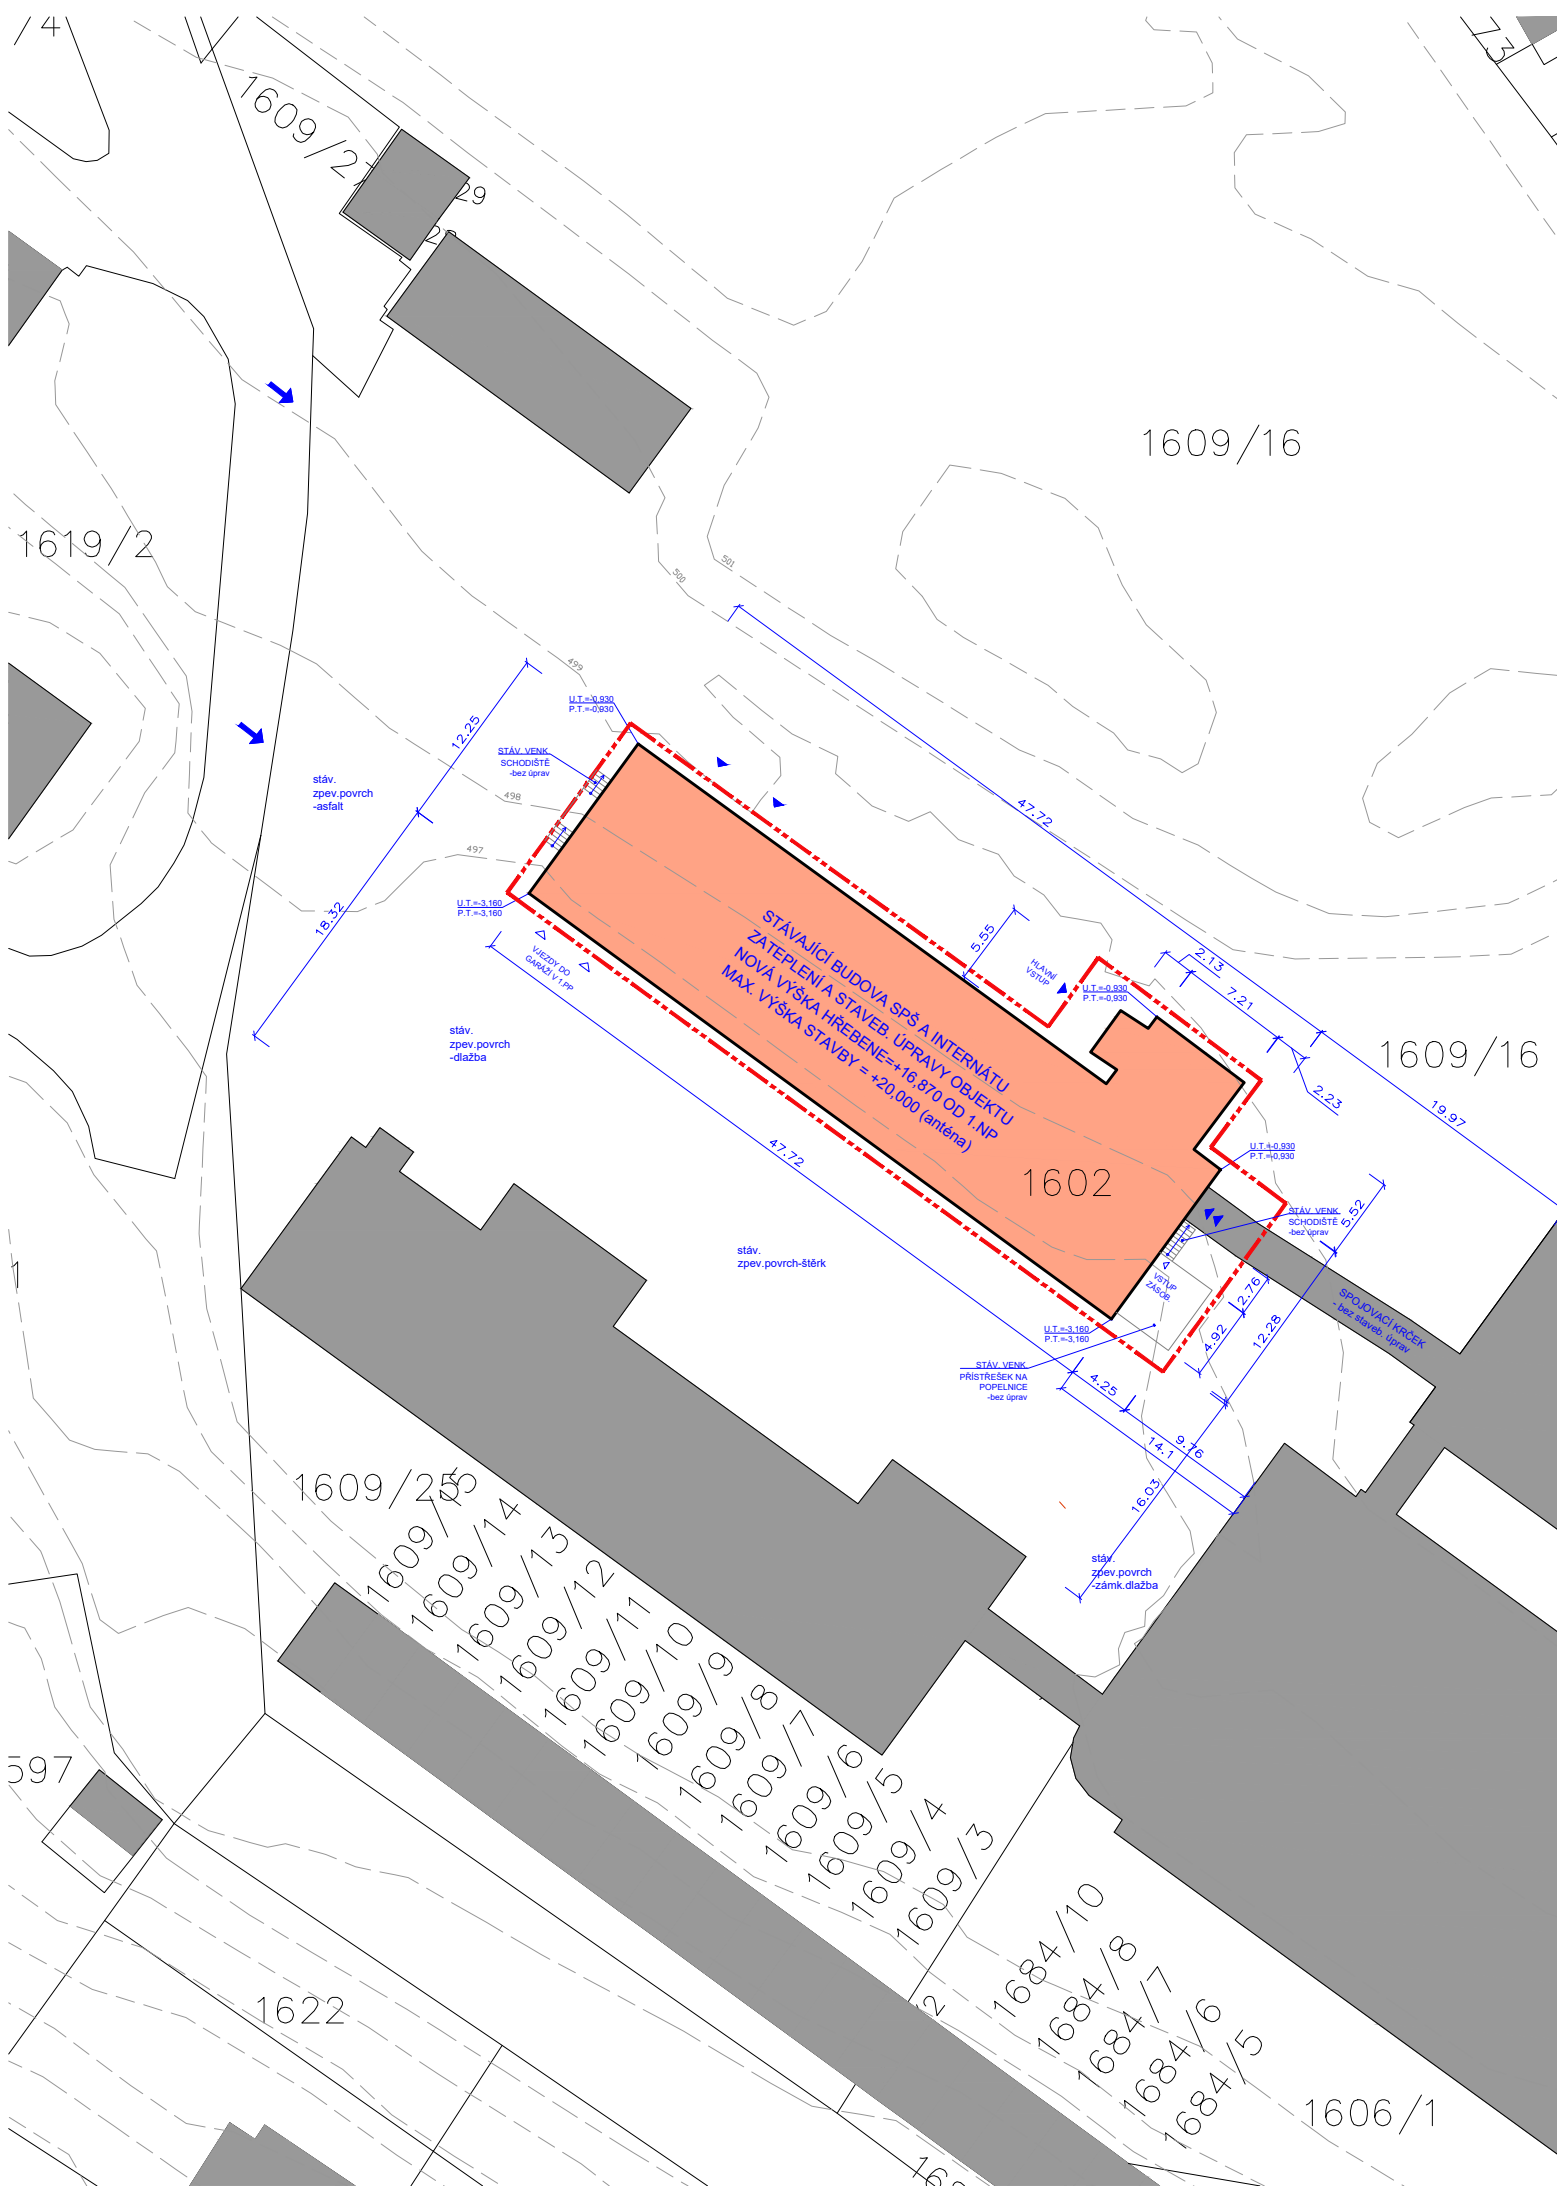 /4
73
1609/27
29
1609/16
1619/2
501
500
499
498
497
12.25
18.32
U.T.=-0,930
P.T.=-0,930
STÁV. VENK.
SCHODIŠTĚ
-bez úprav
stáv.
zpev.povrch
-asfalt
U.T.=-3,160
P.T.=-3,160
VJEZDY DO
GARÁŽÍ V 1.PP
stáv.
zpev.povrch
-dlažba
47.72
5.55
HLAVNÍ
VSTUP
U.T.=-0,930
P.T.=-0,930
2.13
7.21
2.23
19.97
1609/16
STÁVAJÍCÍ BUDOVA SPŠ A INTERNÁTU
ZATEPLENÍ A STAVEB. ÚPRAVY OBJEKTU
NOVÁ VÝŠKA HŘEBENE=+16,870 OD 1.NP
MAX. VÝŠKA STAVBY = +20,000 (anténa)
1602
47.72
U.T.=-0,930
P.T.=-0,930
STÁV. VENK.
SCHODIŠTĚ
-bez úprav
5.52
stáv.
zpev.povrch-štěrk
VSTUP
ZÁSOB.
2.76
4.92
12.28
SPOJOVACÍ KRČEK
- bez staveb. úprav
U.T.=-3,160
P.T.=-3,160
STÁV. VENK.
PŘÍSTŘEŠEK NA
POPELNICE
-bez úprav
4.25
9.76
14.1
16.03
stáv.
zpev.povrch
-zámk.dlažba
1
1609/25
1609/15
1609/14
1609/13
1609/12
1609/11
1609/10
1609/9
1609/8
1609/7
1609/6
1609/5
1609/4
1609/3
597
1684/10
1684/8
1684/7
1684/6
1684/5
1622
1606/1